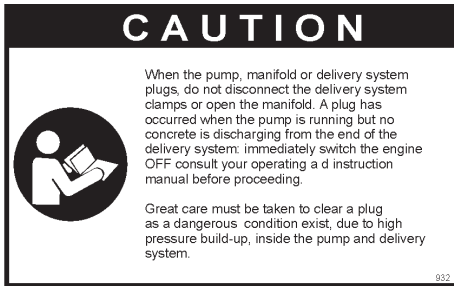 CAUTION
When the pump, manifold or delivery system
plugs, do not disconnect the delivery system
clamps or open the manifold. A plug has
occurred when the pump is running but no
concrete is discharging from the end of the
delivery system: immediately switch the engine
OFF consult your operating a d instruction
manual before proceeding.
Great care must be taken to clear a plug
as a dangerous condition exist, due to high
pressure build-up, inside the pump and delivery
system.
932